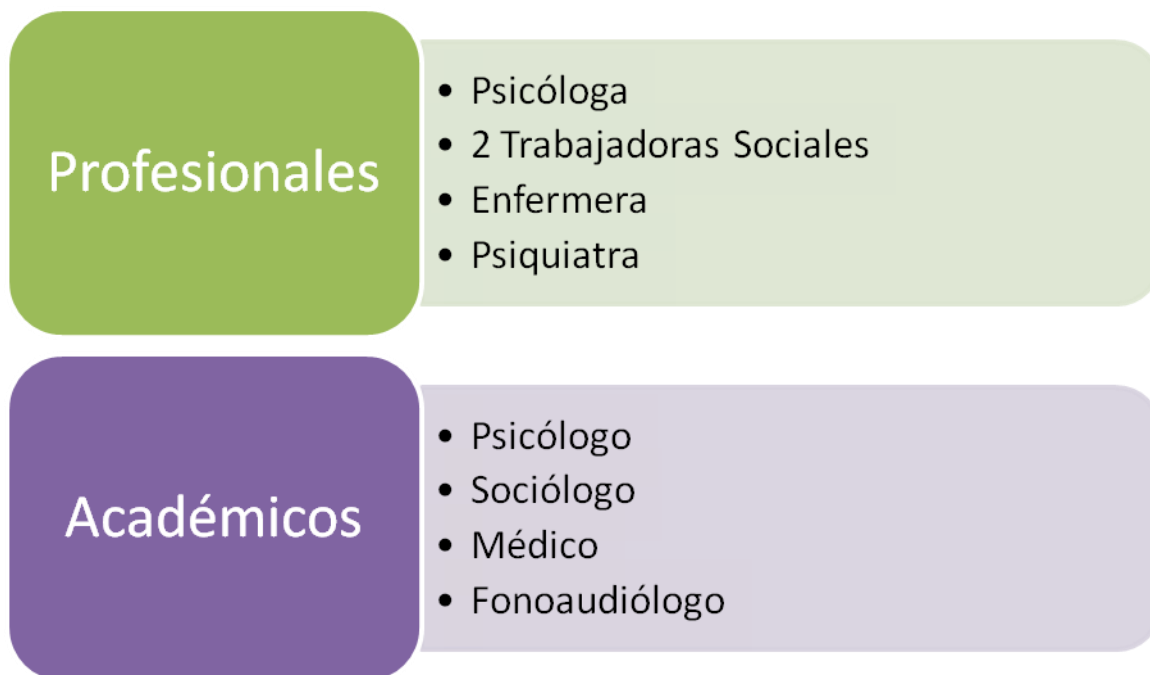 Profesionales
• Psicóloga
• 2 Trabajadoras Sociales
• Enfermera
• Psiquiatra
Académicos
• Psicólogo
• Sociólogo
• Médico
• Fonoaudiólogo